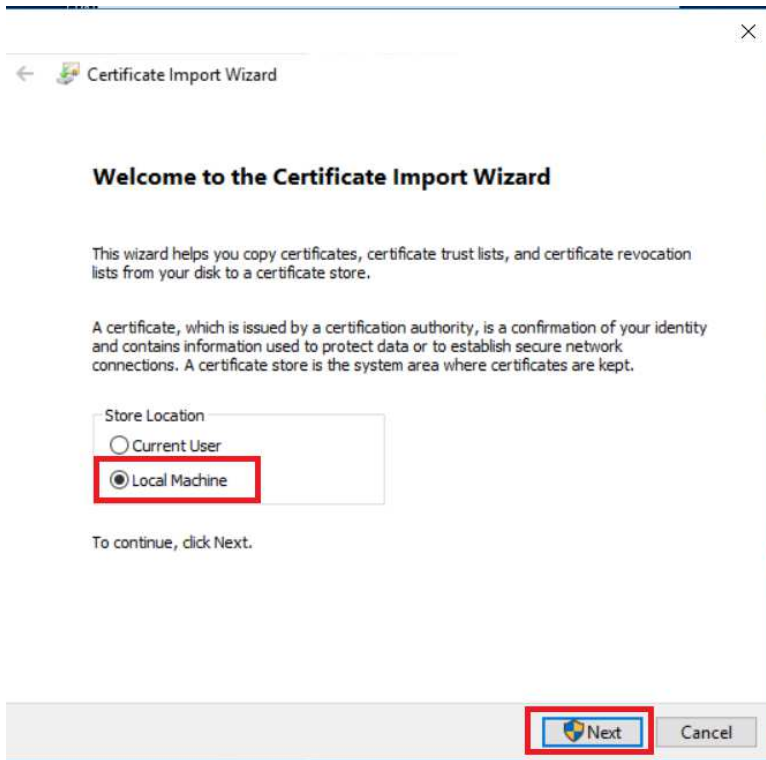 Certificate Import Wizard
Welcome to the Certificate Import Wizard
This wizard helps you copy certificates, certificate trust lists, and certificate revocation
lists from your disk to a certificate store.
A certificate, which is issued by a certification authority, is a confirmation of your identity
and contains information used to protect data or to establish secure network
connections. A certificate store is the system area where certificates are kept.
Store Location
Current User
Local Machine
To continue, click Next.
Next
Cancel